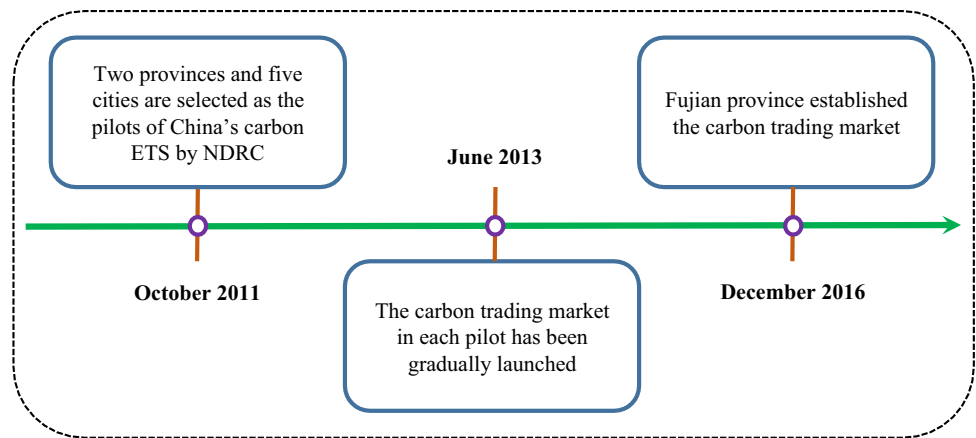 Two provinces and five
cities are selected as the
pilots of China's carbon
ETS by NDRC
October 2011
June 2013
The carbon trading market
in each pilot has been
gradually launched
Fujian province established
the carbon trading market
December 2016